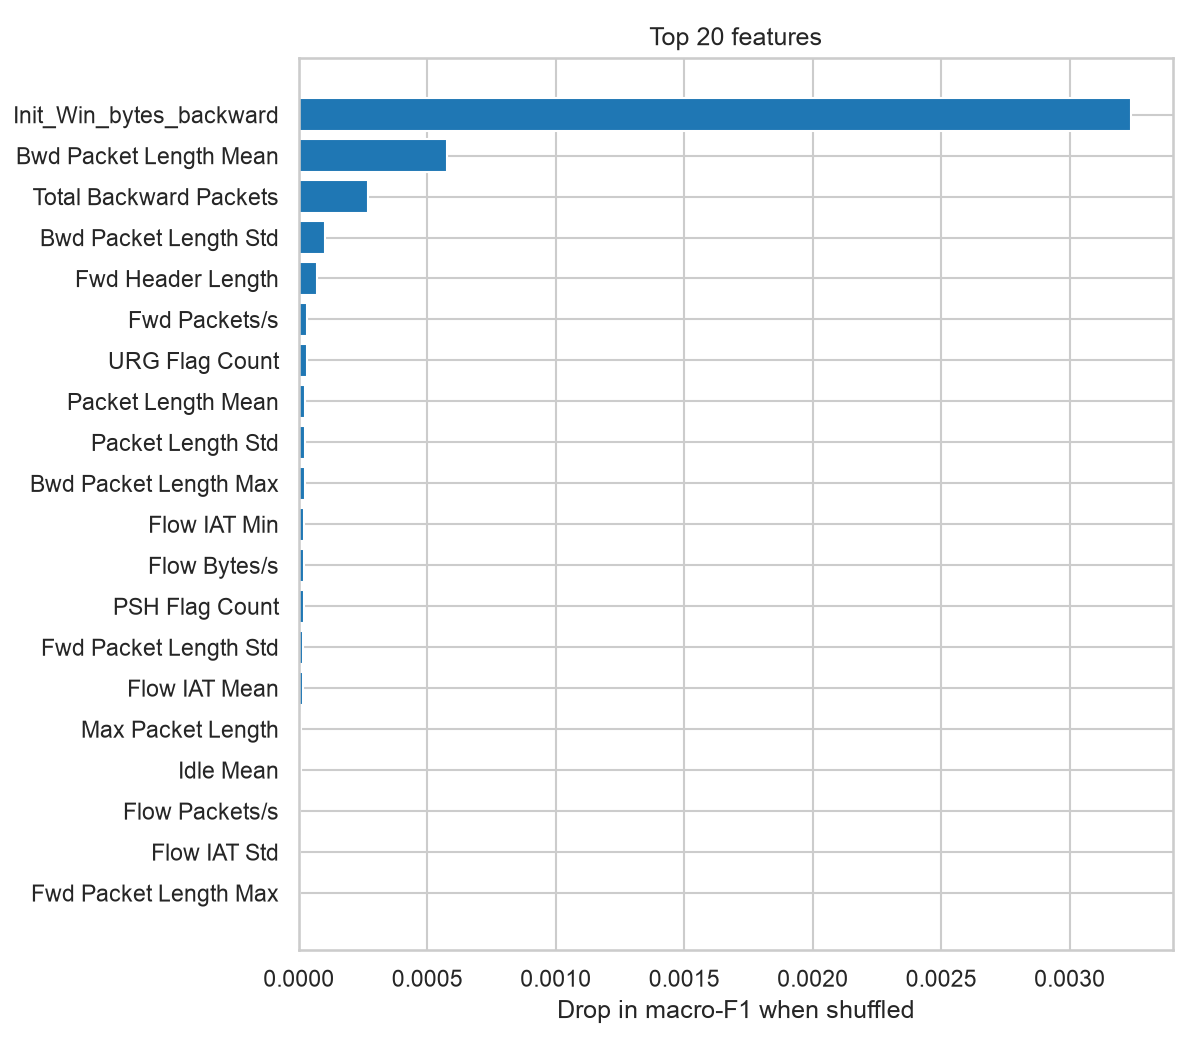 Top 20 features
Init_Win_bytes_backward
Bwd Packet Length Mean
Total Backward Packets
Bwd Packet Length Std
Fwd Header Length
Fwd Packets/s
URG Flag Count
Packet Length Mean
Packet Length Std
Bwd Packet Length Max
Flow IAT Min
Flow Bytes/s
PSH Flag Count
Fwd Packet Length Std
Flow IAT Mean
Max Packet Length
Idle Mean
Flow Packets/s
Flow IAT Std
Fwd Packet Length Max
0.0000 0.0005 0.0010 0.0015 0.0020 0.0025 0.0030
Drop in macro-F1 when shuffled